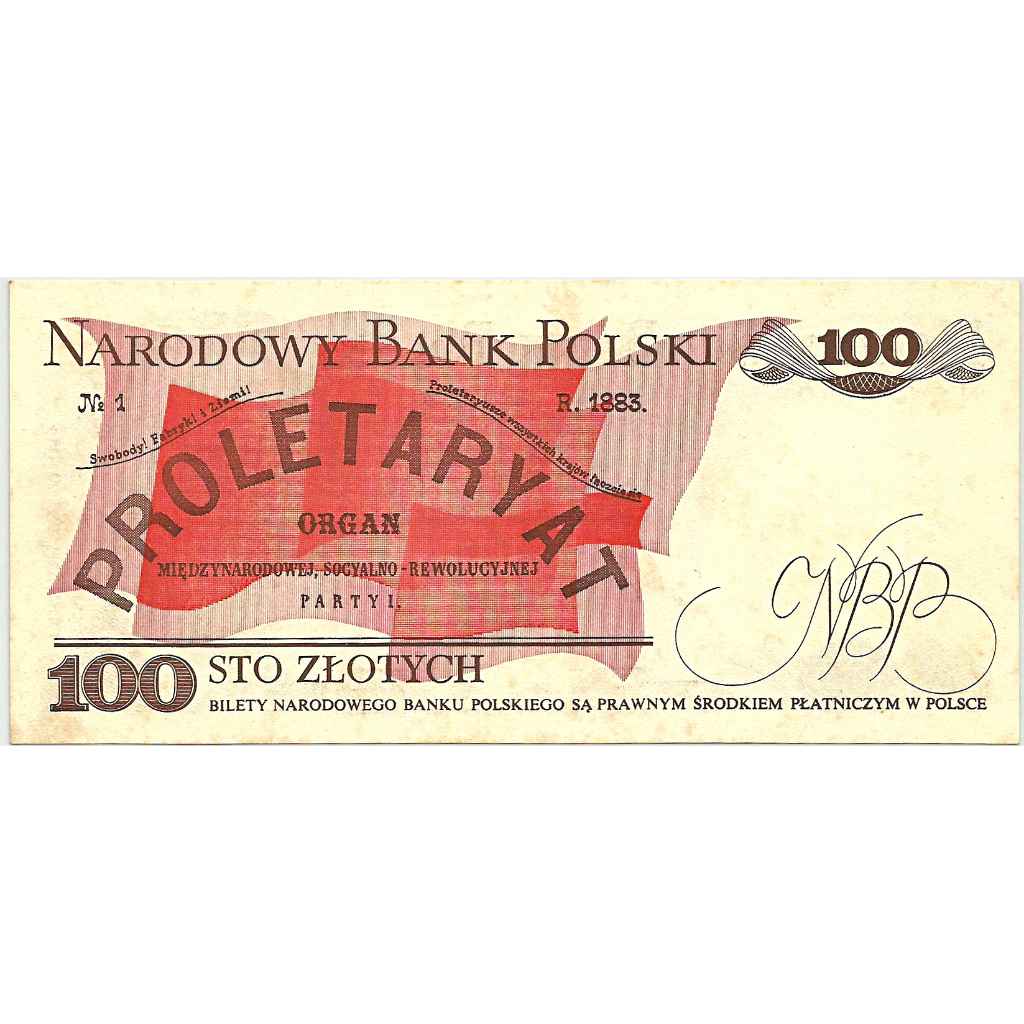 NARODOWY BANK POLSKI
100
№ 1
R. 1883.
Swobody! Fabryk! i Ziemi!
Proletaryusze wszystkich krajów łączcie się
PROLETARYAT
ORGAN
MIĘDZYNARODOWEJ, SOCYALNO-REWOLUCYJNEJ
PARTYI.
NBP
100 STO ZŁOTYCH
BILETY NARODOWEGO BANKU POLSKIEGO SĄ PRAWNYM ŚRODKIEM PŁATNICZYM W POLSCE